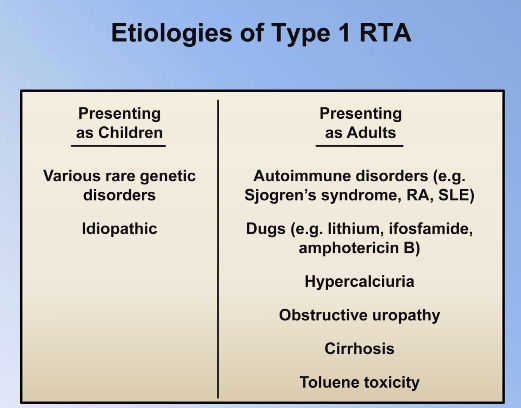 Etiologies of Type 1 RTA
Presenting
as Children
Various rare genetic
disorders
Idiopathic
Presenting
as Adults
Autoimmune disorders (e.g.
Sjogren's syndrome, RA, SLE)
Dugs (e.g. lithium, ifosfamide,
amphotericin B)
Hypercalciuria
Obstructive uropathy
Cirrhosis
Toluene toxicity